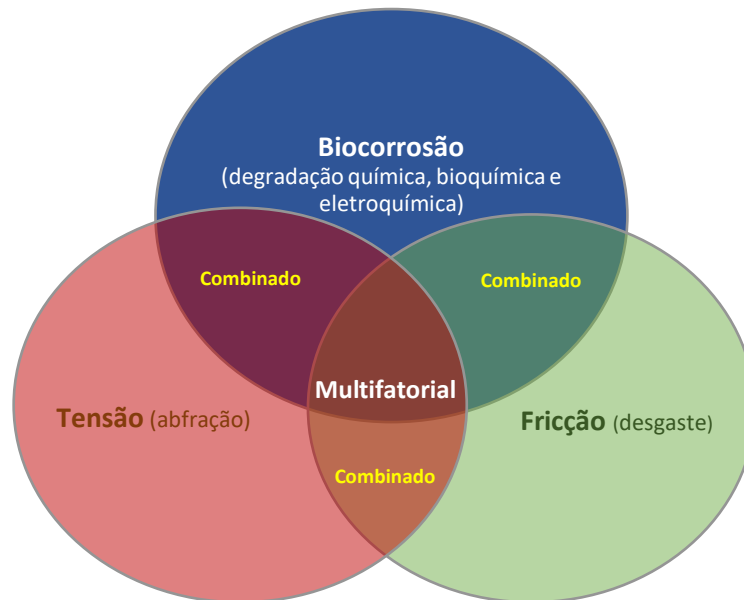 Biocorrosão
(degradação química, bioquímica e
eletroquímica)
Combinado
Combinado
Multifatorial
Tensão (abfração)
Fricção (desgaste)
Combinado